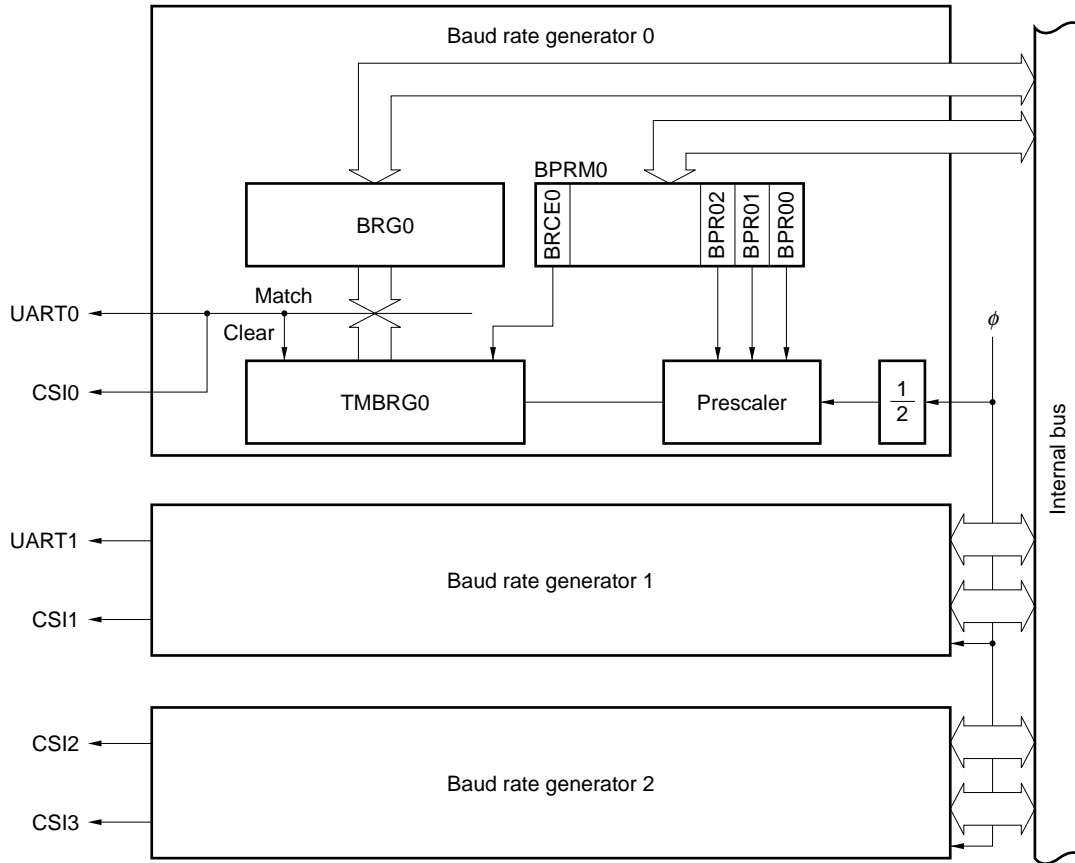 Baud rate generator 0
BPRM0
BRG0
BRCE0
BPR02
BPR01
BPR00
Match
UART0
Clear
CSI0
TMBRG0
Prescaler
1
2
ϕ
Internal bus
UART1
Baud rate generator 1
CSI1
CSI2
Baud rate generator 2
CSI3